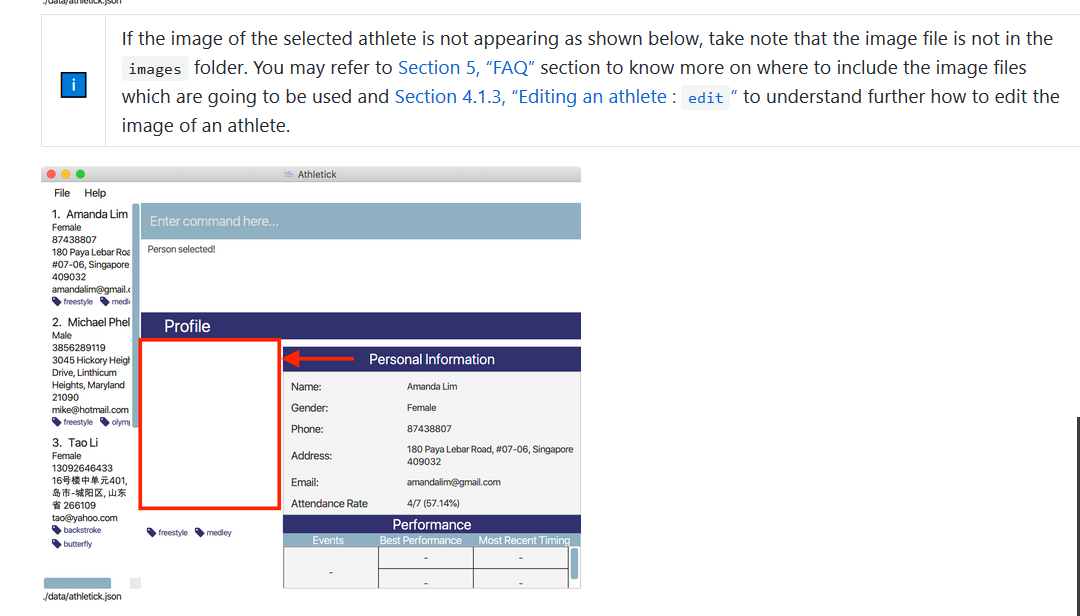 ./data/athletick.json
If the image of the selected athlete is not appearing as shown below, take note that the image file is not in the
images folder. You may refer to Section 5, “FAQ” section to know more on where to include the image files
which are going to be used and Section 4.1.3, “Editing an athlete : edit ” to understand further how to edit the
image of an athlete.
Athletick
File Help
1. Amanda Lim
Female
87438807
180 Paya Lebar Roa
#07-06, Singapore
409032
amandalim@gmail.c
freestyle medl
2. Michael Phel
Male
3856289119
3045 Hickory Heigh
Drive, Linthicum
Heights, Maryland
21090
mike@hotmail.com
freestyle olymp
3. Tao Li
Female
13092646433
16号楼中单元401,
岛市-城阳区, 山东
省 266109
tao@yahoo.com
backstroke
butterfly
Enter command here...
Person selected!
Profile
freestyle medley
Personal Information
Name: Amanda Lim
Gender: Female
Phone: 87438807
Address: 180 Paya Lebar Road, #07-06, Singapore
409032
Email: amandalim@gmail.com
Attendance Rate 4/7 (57.14%)
Performance
Events Best Performance Most Recent Timing
- - -
- -
./data/athletick.json